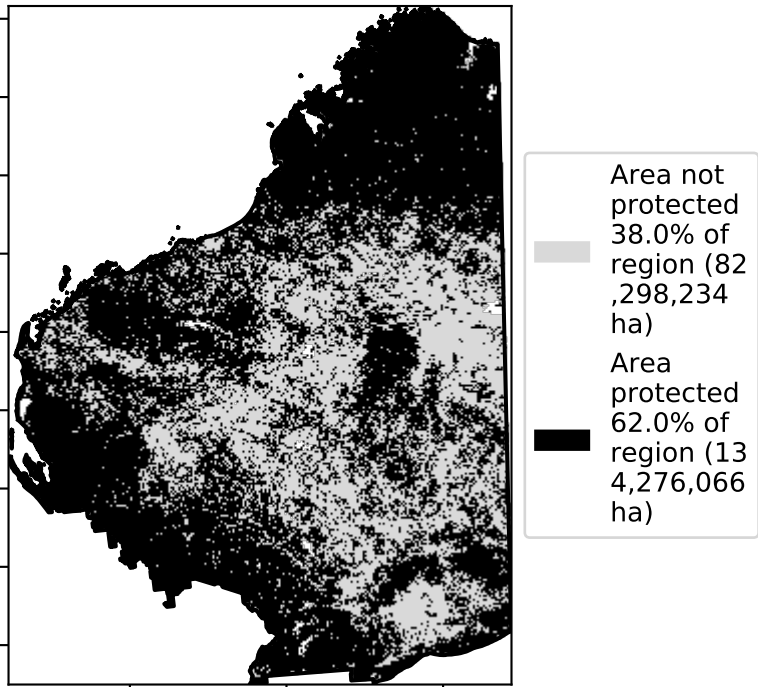 Area not
protected
38.0% of
region (82
,298,234
ha)
Area
protected
62.0% of
region (13
4,276,066
ha)